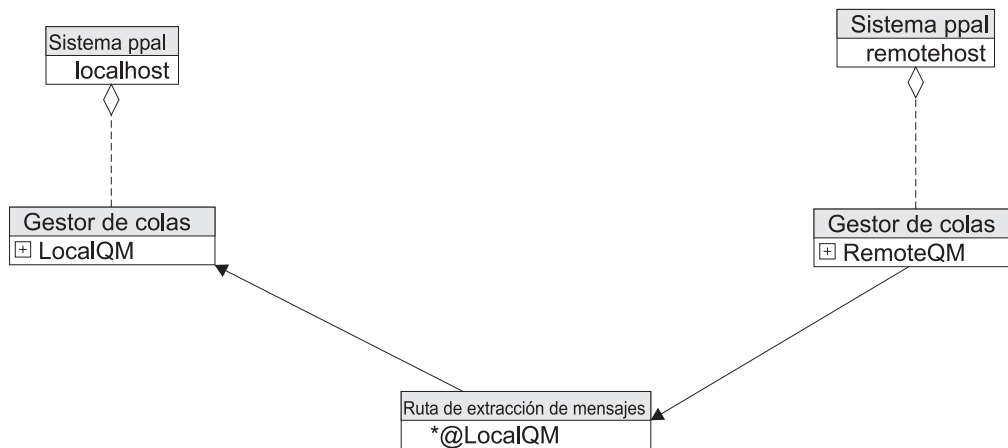 Sistema ppal
localhost
Sistema ppal
remotehost
Gestor de colas
LocalQM
Gestor de colas
RemoteQM
Ruta de extracción de mensajes
*@LocalQM